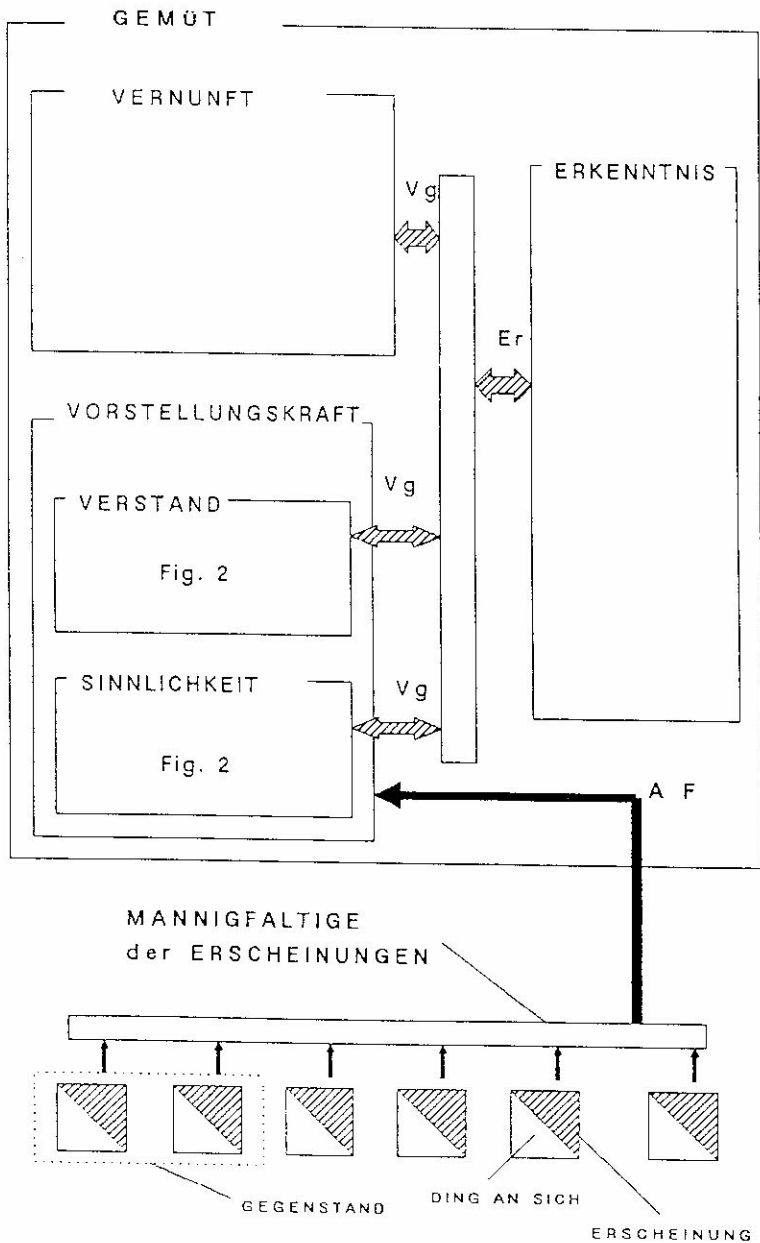 GEMÜT
VERNUNFT
Vg
ERKENNTNIS
Er
VORSTELLUNGSKRAFT
Vg
VERSTAND
Fig. 2
SINNLICHKEIT
Vg
Fig. 2
A F
MANNIGFALTIGE
der ERSCHEINUNGEN
GEGENSTAND
DING AN SICH
ERSCHEINUNG